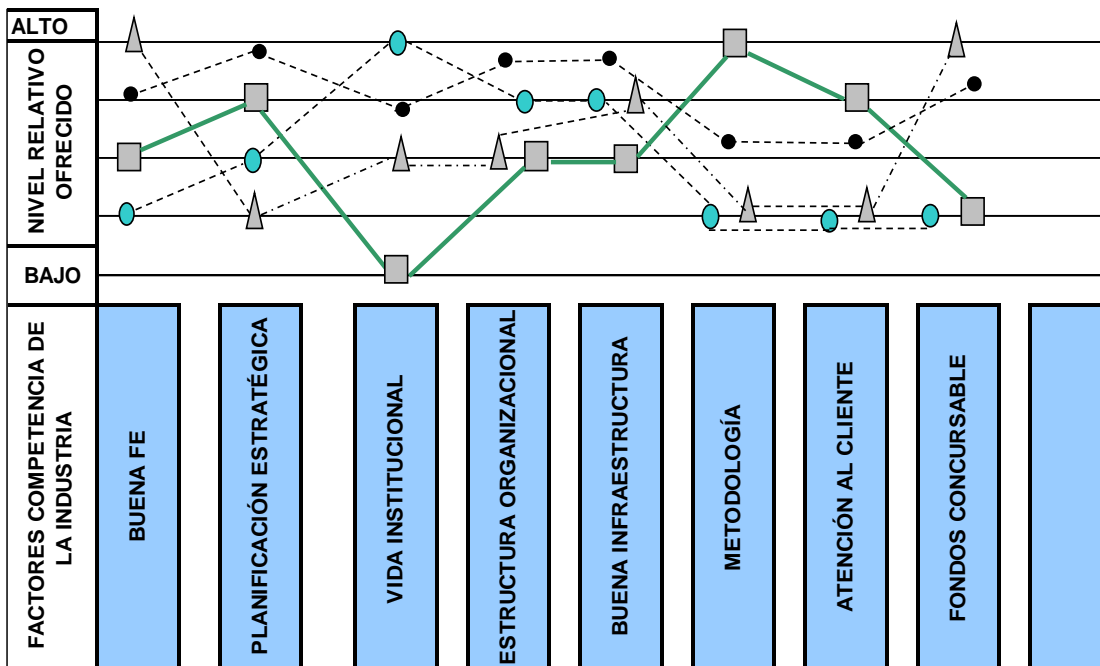 ALTO
NIVEL RELATIVO
OFRECIDO
BAJO
FACTORES COMPETENCIA DE
LA INDUSTRIA
BUENA FE
PLANIFICACIÓN ESTRATÉGICA
VIDA INSTITUCIONAL
ESTRUCTURA ORGANIZACIONAL
BUENA INFRAESTRUCTURA
METODOLOGÍA
ATENCIÓN AL CLIENTE
FONDOS CONCURSABLE